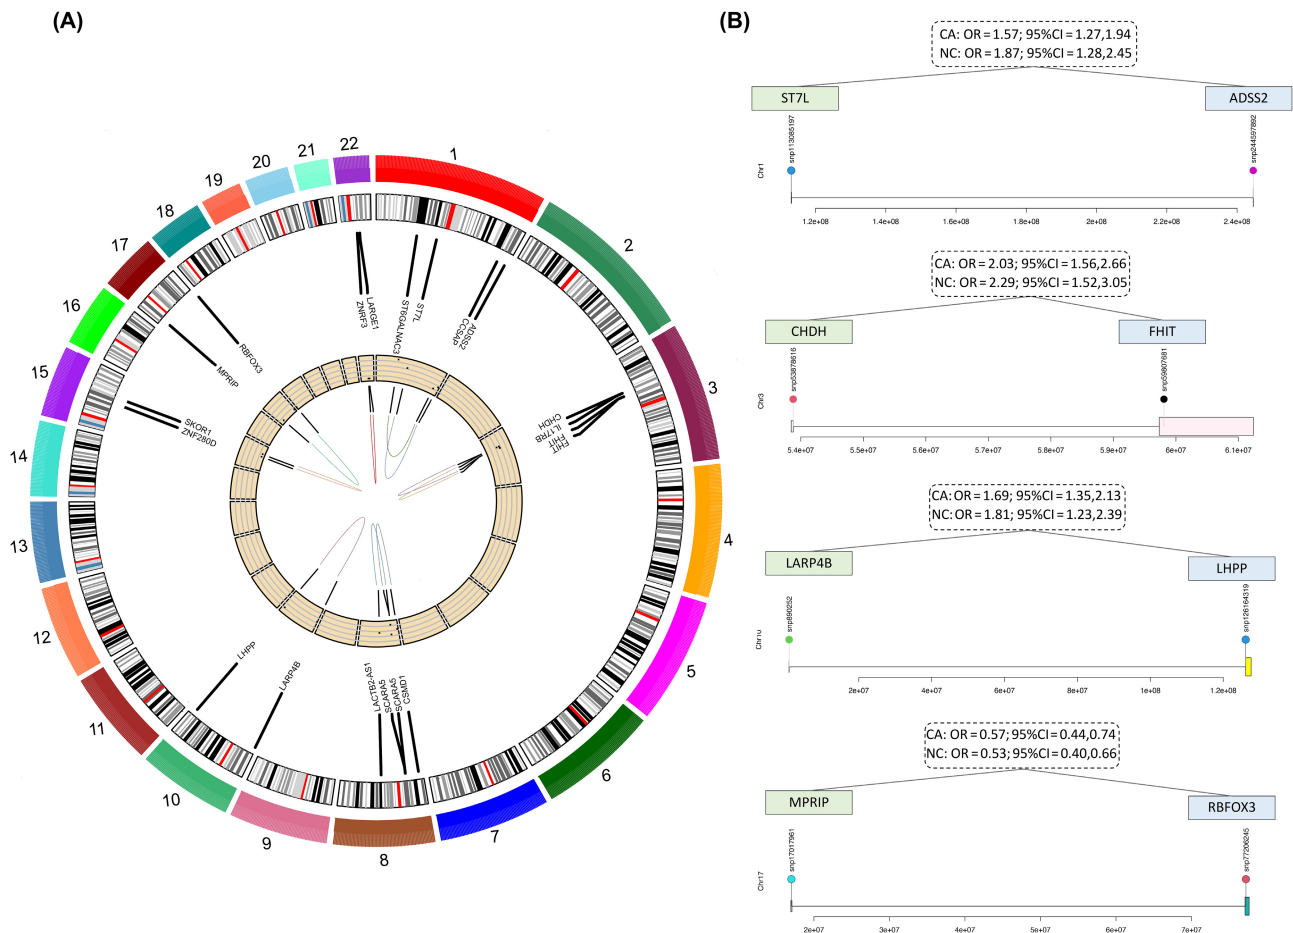 (A)
1
2
3
4
5
6
7
8
9
10
11
12
13
14
15
16
17
18
19
20
21
22
ST6GALNAC3
ST7L
ADSS2
CCSAP
CHDH
IL17RB
FHIT
FHIT
CSMD1
SCARA5
SCARA5
LACTB2-AS1
LARP4B
LHPP
ZNF280D
SKOR1
MPRIP
RBFOX3
ZNRF3
LARGE1
(B)
CA: OR = 1.57; 95%CI = 1.27,1.94
NC: OR = 1.87; 95%CI = 1.28,2.45
ST7L
ADSS2
snp113085197
snp244597892
Chr1
1.2e+08 1.4e+08 1.6e+08 1.8e+08 2e+08 2.2e+08 2.4e+08
CA: OR = 2.03; 95%CI = 1.56,2.66
NC: OR = 2.29; 95%CI = 1.52,3.05
CHDH
FHIT
snp53878616
snp59807681
Chr3
5.4e+07 5.5e+07 5.6e+07 5.7e+07 5.8e+07 5.9e+07 6e+07 6.1e+07
CA: OR = 1.69; 95%CI = 1.35,2.13
NC: OR = 1.81; 95%CI = 1.23,2.39
LARP4B
LHPP
snp890252
snp126164319
Chr10
2e+07 4e+07 6e+07 8e+07 1e+08 1.2e+08
CA: OR = 0.57; 95%CI = 0.44,0.74
NC: OR = 0.53; 95%CI = 0.40,0.66
MPRIP
RBFOX3
snp17017961
snp77206245
Chr17
2e+07 3e+07 4e+07 5e+07 6e+07 7e+07